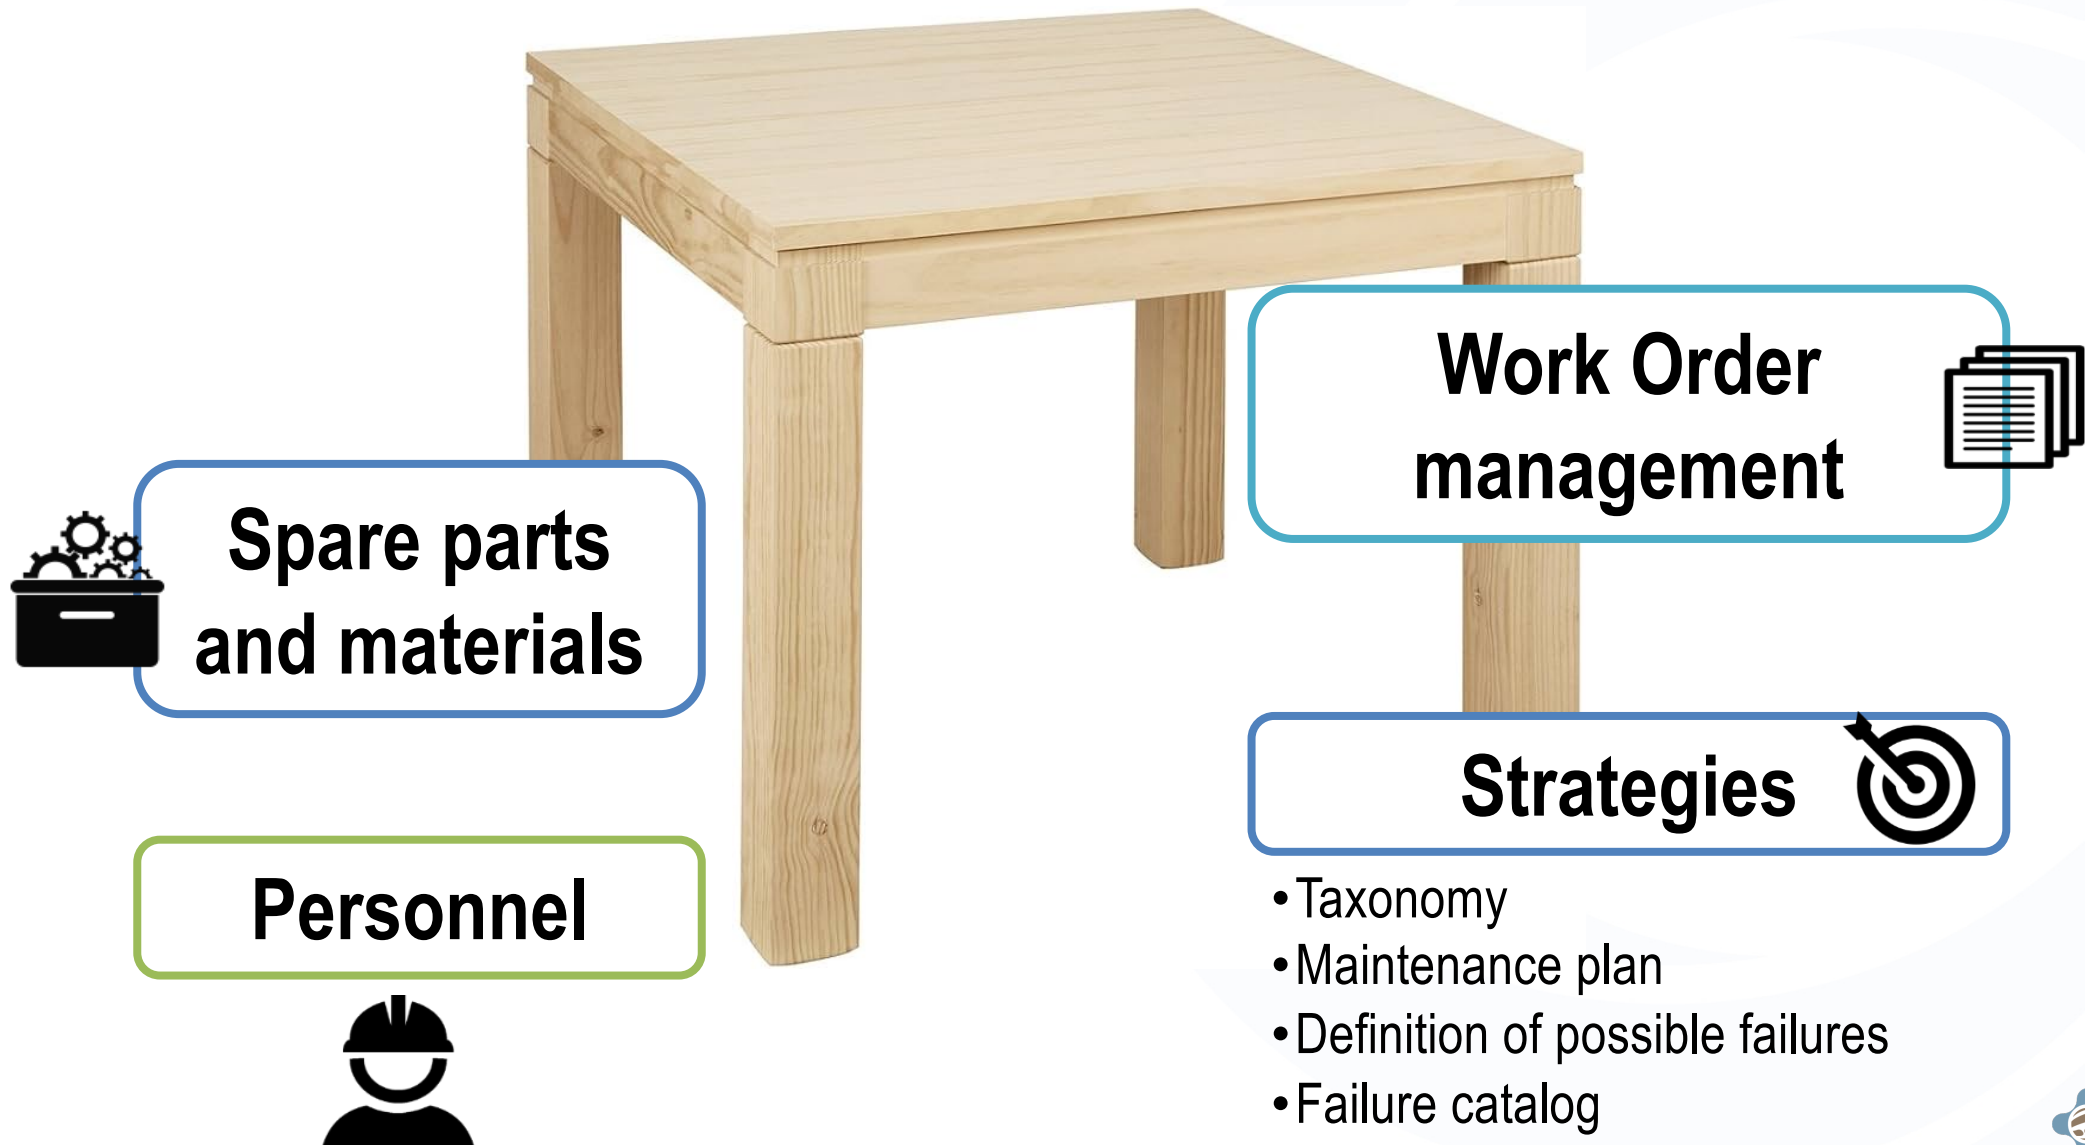 Work Order
management
Spare parts
and materials
Strategies
Personnel
•Taxonomy
•Maintenance plan
•Definition of possible failures
•Failure catalog